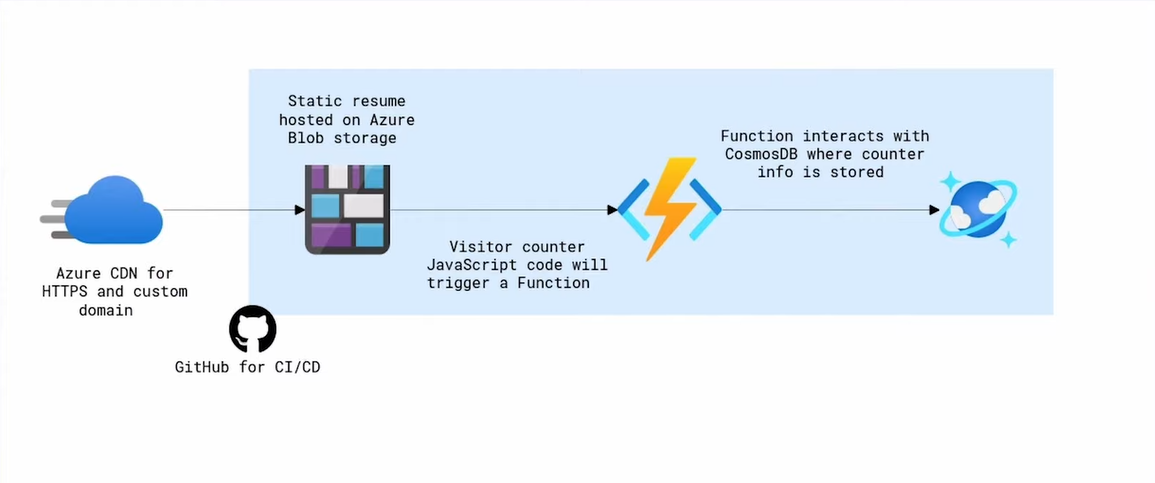 Static resume
hosted on Azure
Blob storage
Function interacts with
CosmosDB where counter
info is stored
Visitor counter
JavaScript code will
trigger a Function
Azure CDN for
HTTPS and custom
domain
GitHub for CI/CD